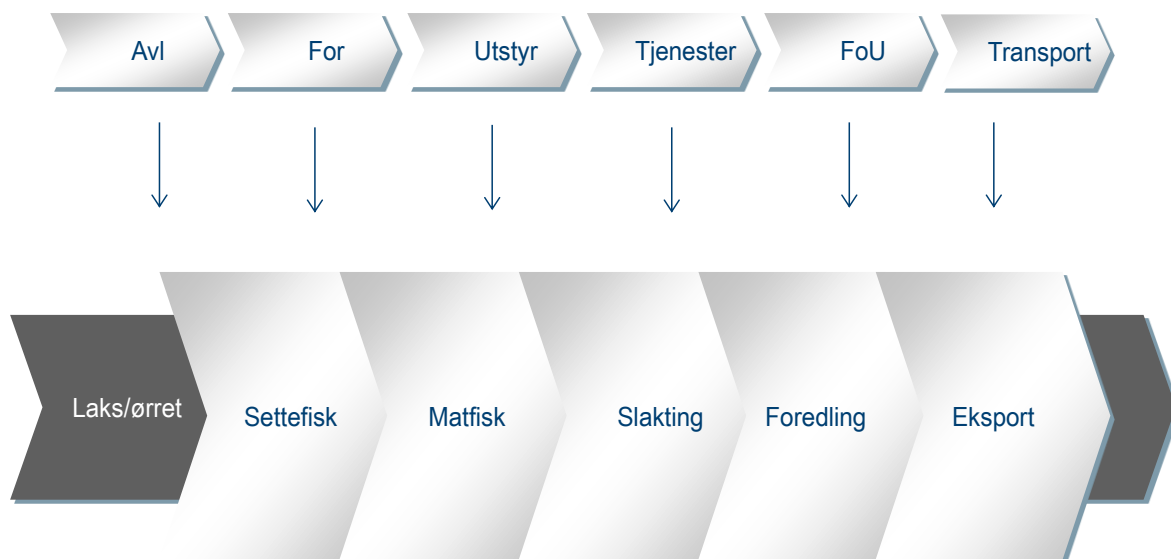 Avl
For
Utstyr
Tjenester
FoU
Transport
Laks/ørret
Settefisk
Matfisk
Slakting
Foredling
Eksport